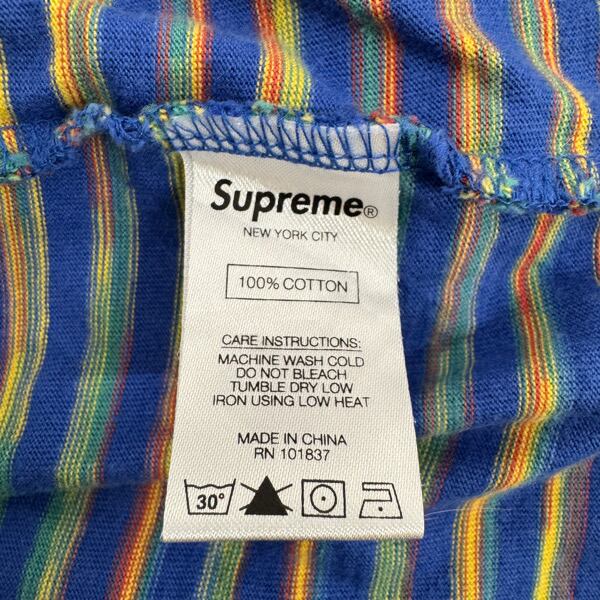 Supreme®
NEW YORK CITY
100% COTTON
CARE INSTRUCTIONS:
MACHINE WASH COLD
DO NOT BLEACH
TUMBLE DRY LOW
IRON USING LOW HEAT
MADE IN CHINA
RN 101837
30°